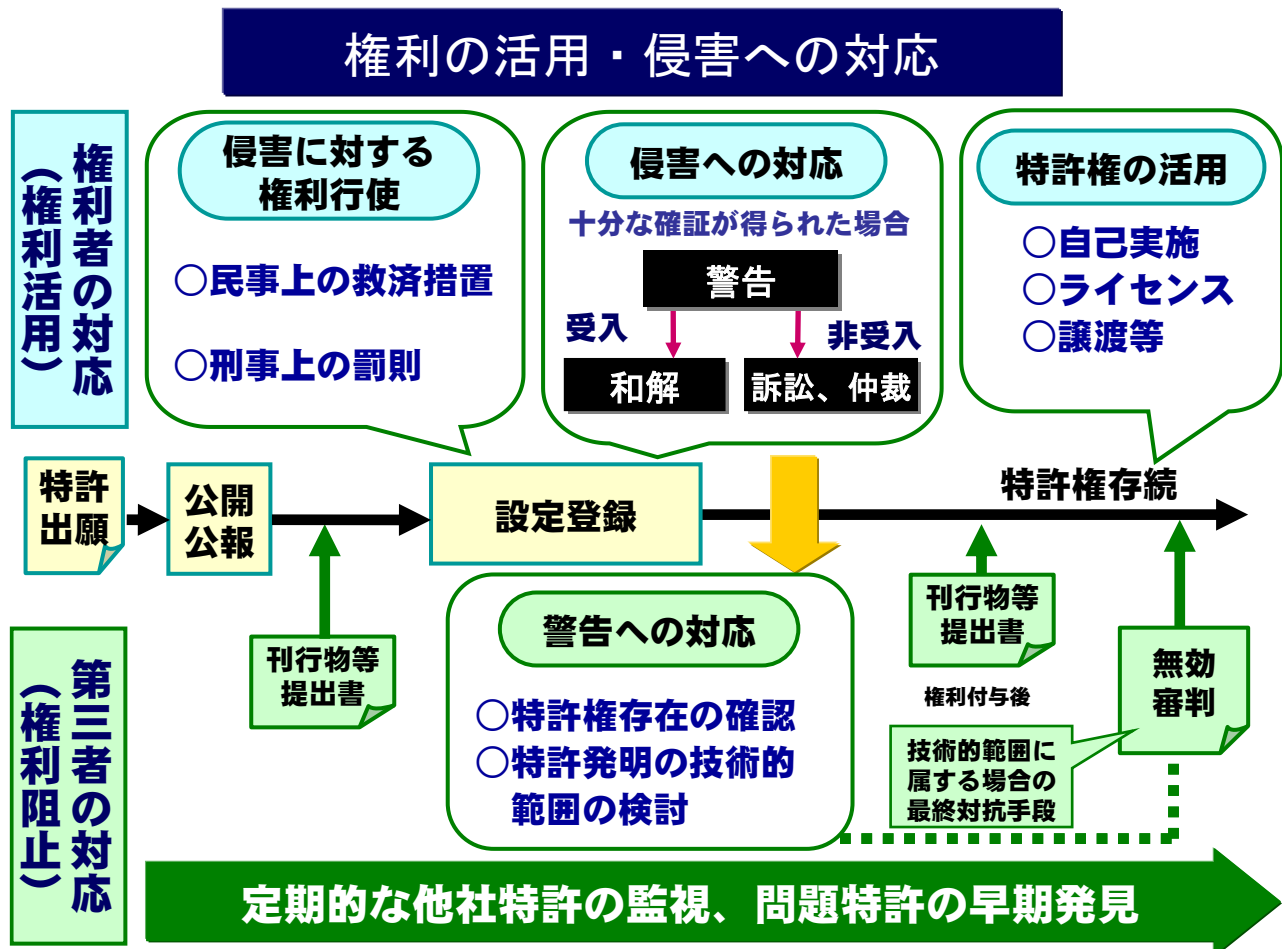 権利の活用・侵害への対応
権利者の対応
（権利活用）
侵害に対する
権利行使
○民事上の救済措置
○刑事上の罰則
侵害への対応
十分な確証が得られた場合
警告
受入
非受入
和解
訴訟、仲裁
特許権の活用
○自己実施
○ライセンス
○譲渡等
特許
出願
公開
公報
設定登録
特許権存続
第三者の対応
（権利阻止）
刊行物等
提出書
警告への対応
○特許権存在の確認
○特許発明の技術的
範囲の検討
刊行物等
提出書
権利付与後
無効
審判
技術的範囲に
属する場合の
最終対抗手段
定期的な他社特許の監視、問題特許の早期発見